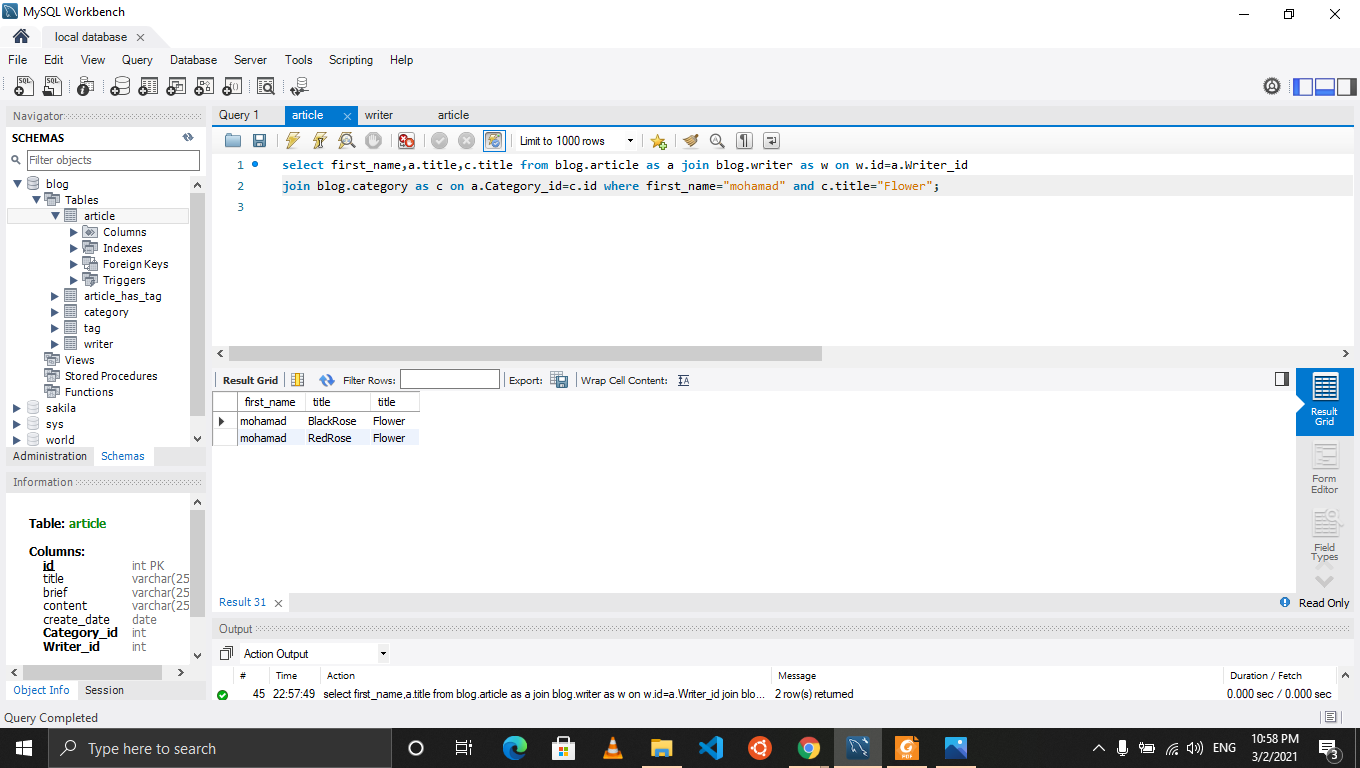 MySQL Workbench
local database
File Edit View Query Database Server Tools Scripting Help
Navigator
SCHEMAS
Filter objects
blog
Tables
article
Columns
Indexes
Foreign Keys
Triggers
article_has_tag
category
tag
writer
Views
Stored Procedures
Functions
sakila
sys
world
Administration Schemas
Information
Table: article
Columns:
id int PK
title varchar(25
brief varchar(25
content varchar(25
create_date date
Category_id int
Writer_id int
Object Info Session
Query 1 article writer article
Limit to 1000 rows
1 select first_name,a.title,c.title from blog.article as a join blog.writer as w on w.id=a.Writer_id
2 join blog.category as c on a.Category_id=c.id where first_name="mohamad" and c.title="Flower";
3
Result Grid Filter Rows: Export: Wrap Cell Content:
first_name title title
mohamad BlackRose Flower
mohamad RedRose Flower
Result Grid
Form Editor
Field Types
Result 31
Read Only
Output
Action Output
# Time Action Message Duration / Fetch
45 22:57:49 select first_name,a.title from blog.article as a join blog.writer as w on w.id=a.Writer_id join blo... 2 row(s) returned 0.000 sec / 0.000 sec
Query Completed
Type here to search
ENG
10:58 PM
3/2/2021
3